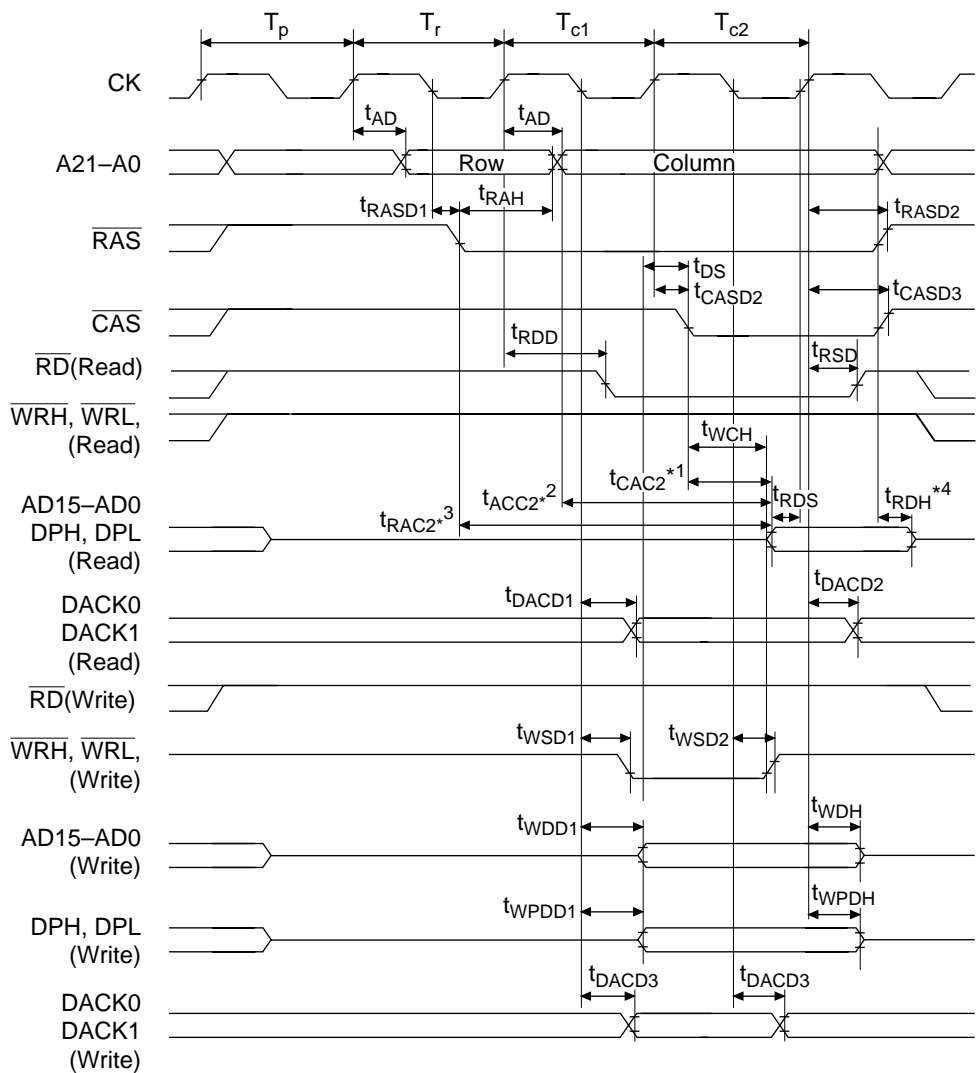 Tp Tr Tc1 Tc2
CK
tAD tAD
A21–A0 Row Column
tRASD1 tRAH tRASD2
RAS
tDS
tCASD2 tCASD3
CAS
tRDD tRSD
RD(Read)
WRH, WRL,
(Read)
tWCH
tCAC2*1
AD15–AD0 tACC2*2 tRDS tRDH*4
DPH, DPL tRAC2*3
(Read)
DACK0 tDACD1 tDACD2
DACK1
(Read)
RD(Write)
WRH, WRL, tWSD1 tWSD2
(Write)
AD15–AD0 tWDD1 tWDH
(Write)
DPH, DPL tWPDD1 tWPDH
(Write)
DACK0 tDACD3 tDACD3
DACK1
(Write)